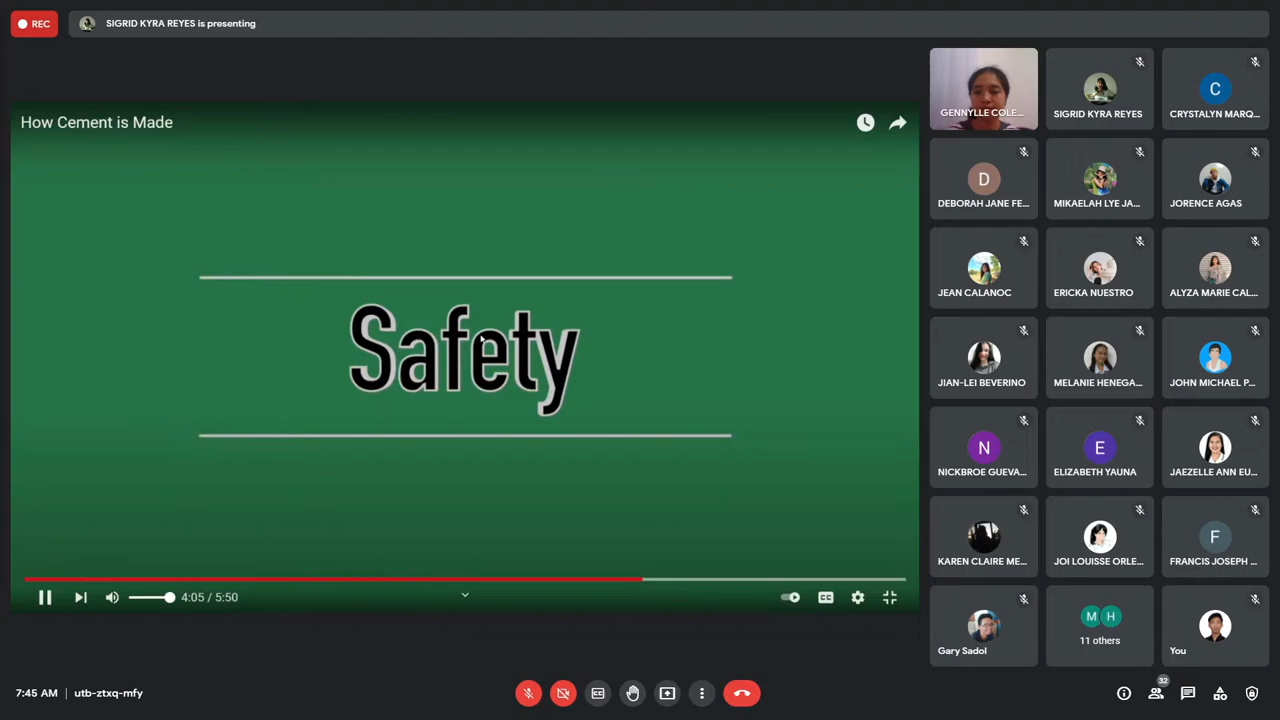 REC
SIGRID KYRA REYES is presenting
How Cement is Made
Safety
4:05 / 5:50
CC
GENNYLLE COLE...
SIGRID KYRA REYES
C
CRYSTALYN MARQ...
D
DEBORAH JANE FE...
MIKAELAH LYE JA...
JORENCE AGAS
JEAN CALANOC
ERICKA NUESTRO
ALYZA MARIE CAL...
JIAN-LEI BEVERINO
MELANIE HENEGA...
JOHN MICHAEL P...
N
NICKBROE GUEVA...
E
ELIZABETH YAUNA
JAEZELLE ANN EU...
KAREN CLAIRE ME...
JOI LOUISSE ORLE...
F
FRANCIS JOSEPH ...
Gary Sadol
M H
11 others
You
7:45 AM | utb-ztxq-mfy
CC
32